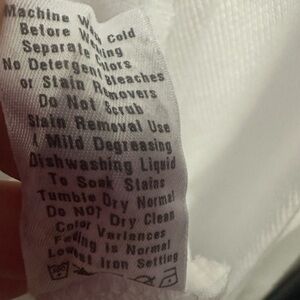 Machine Wash Cold
Before Wearing
Separate Colors
No Detergent Bleaches
or Stain Removers
Do Not Scrub
Stain Removal Use
Mild Degreasing
Dishwashing Liquid
To Soak Stains
Tumble Dry Normal
Do NOT Dry Clean
Color Variances
Fading is Normal
Lowest Iron Setting